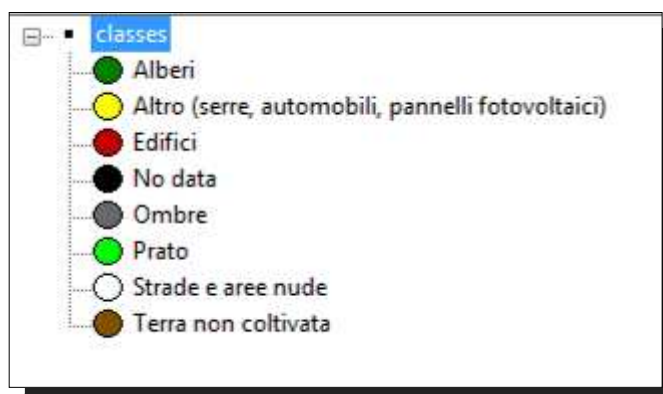 classes
Alberi
Altro (serre, automobili, pannelli fotovoltaici)
Edifici
No data
Ombre
Prato
Strade e aree nude
Terra non coltivata